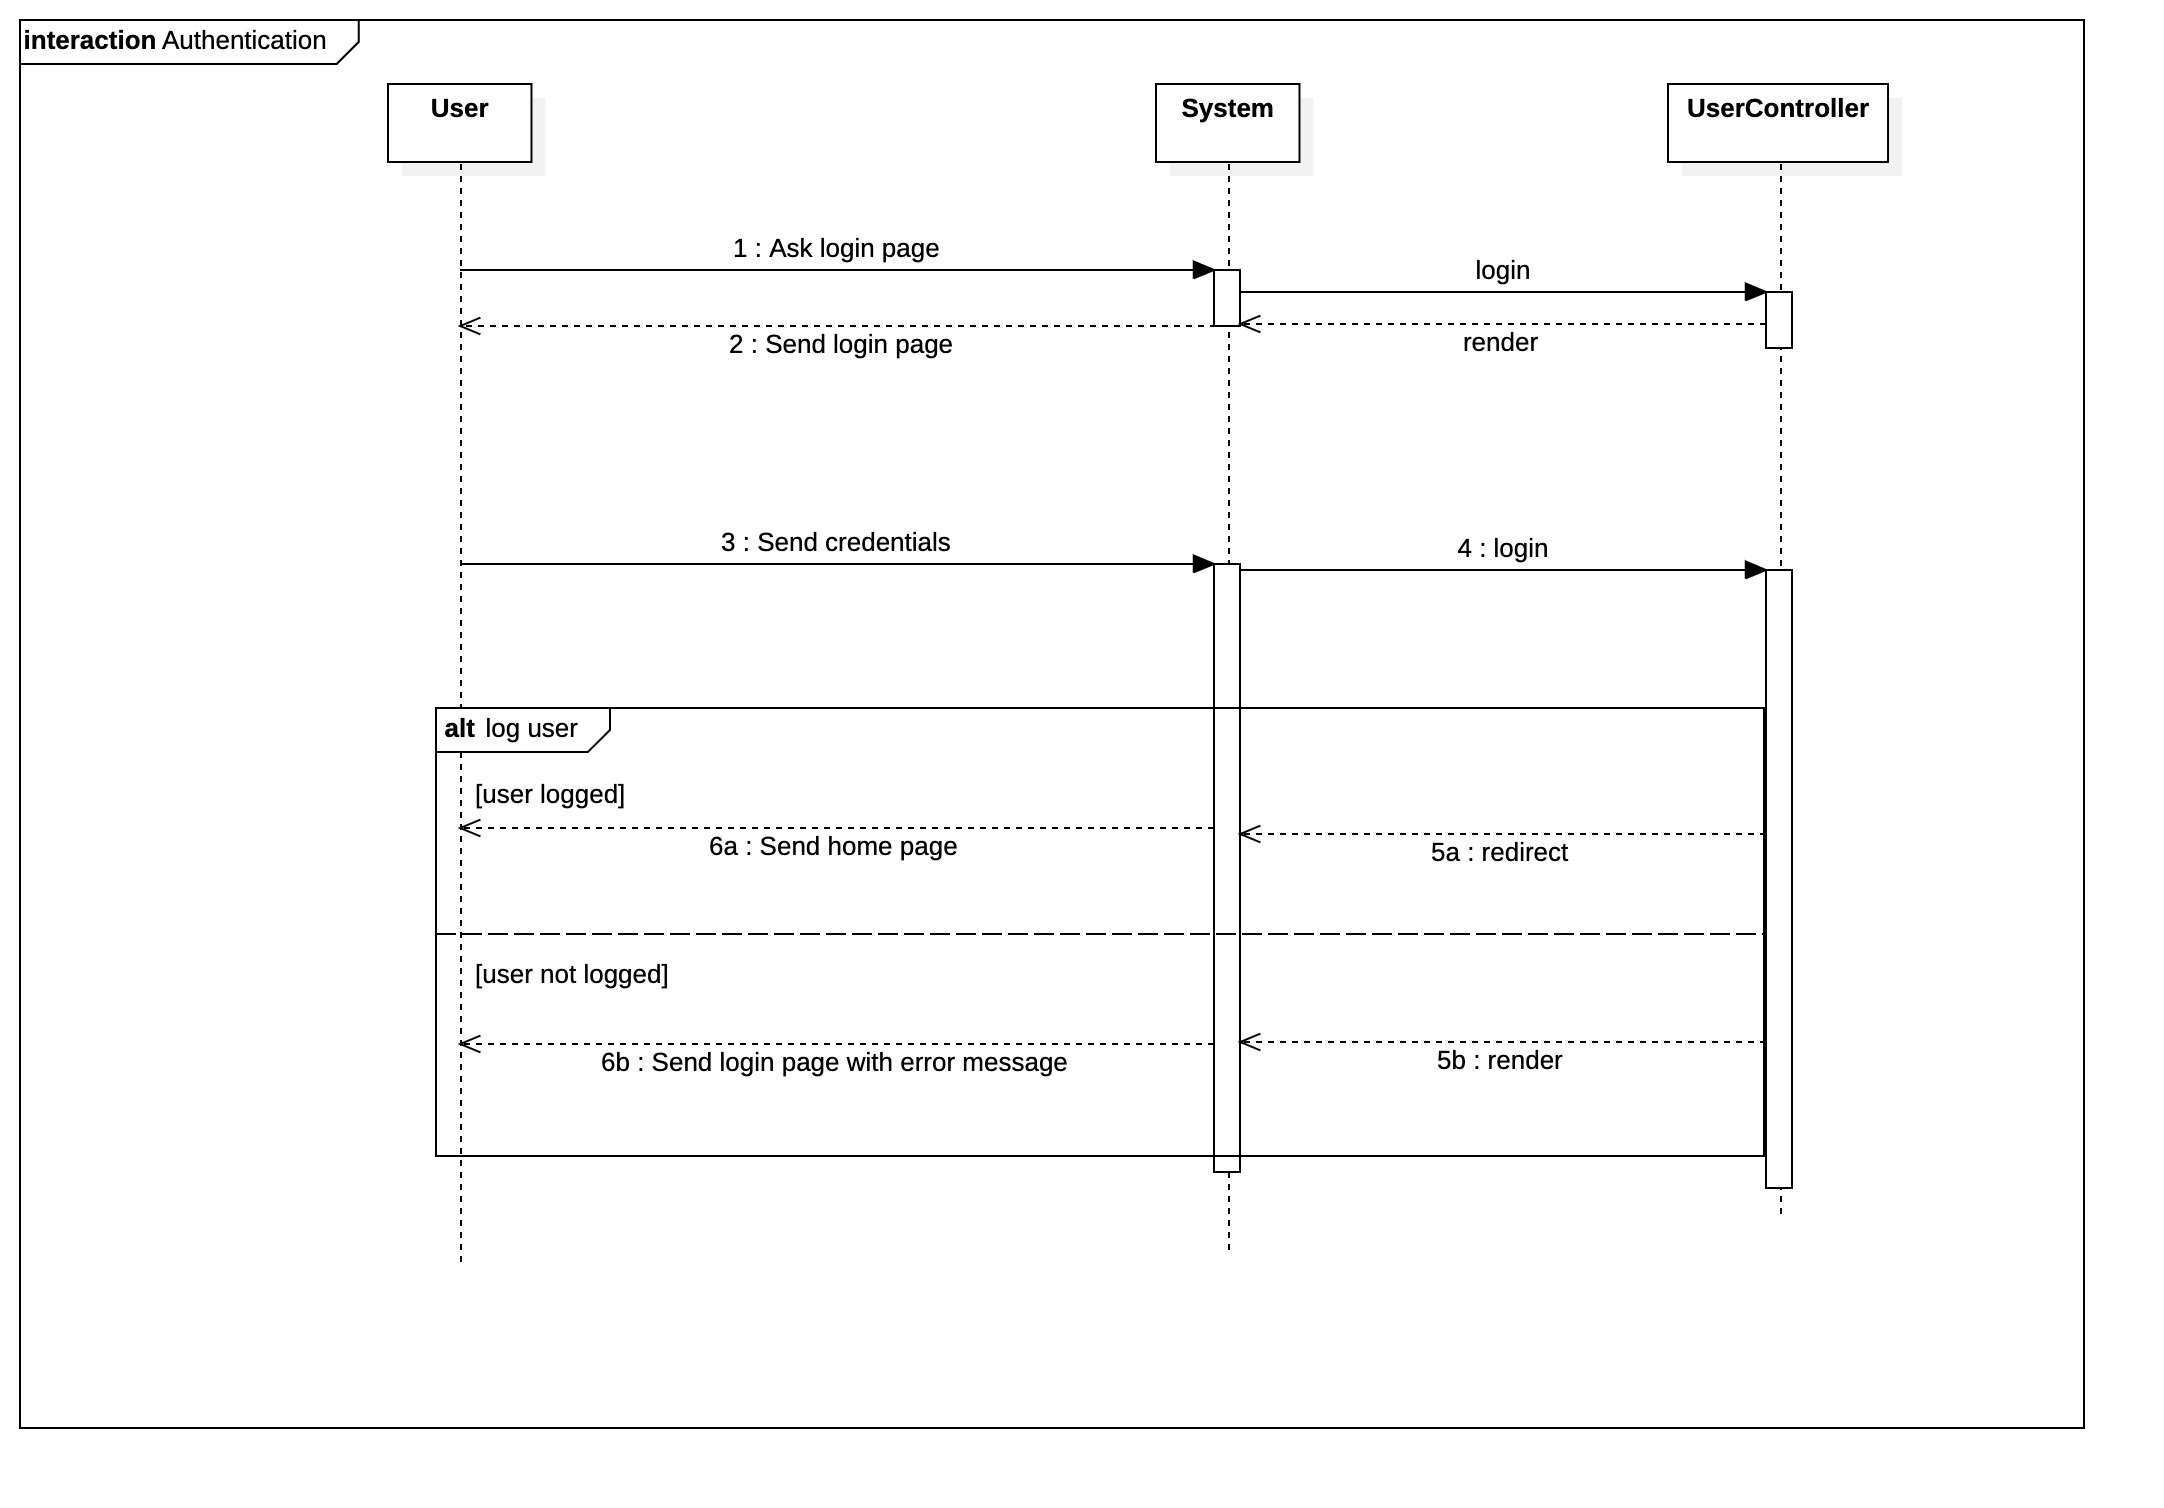 interaction Authentication
User
System
UserController
1 : Ask login page
login
2 : Send login page
render
3 : Send credentials
4 : login
alt log user
[user logged]
6a : Send home page
5a : redirect
[user not logged]
6b : Send login page with error message
5b : render